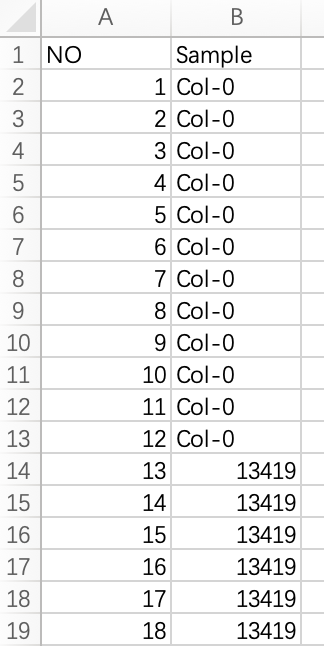 A B
1 NO Sample
2 1 Col-0
3 2 Col-0
4 3 Col-0
5 4 Col-0
6 5 Col-0
7 6 Col-0
8 7 Col-0
9 8 Col-0
10 9 Col-0
11 10 Col-0
12 11 Col-0
13 12 Col-0
14 13 13419
15 14 13419
16 15 13419
17 16 13419
18 17 13419
19 18 13419